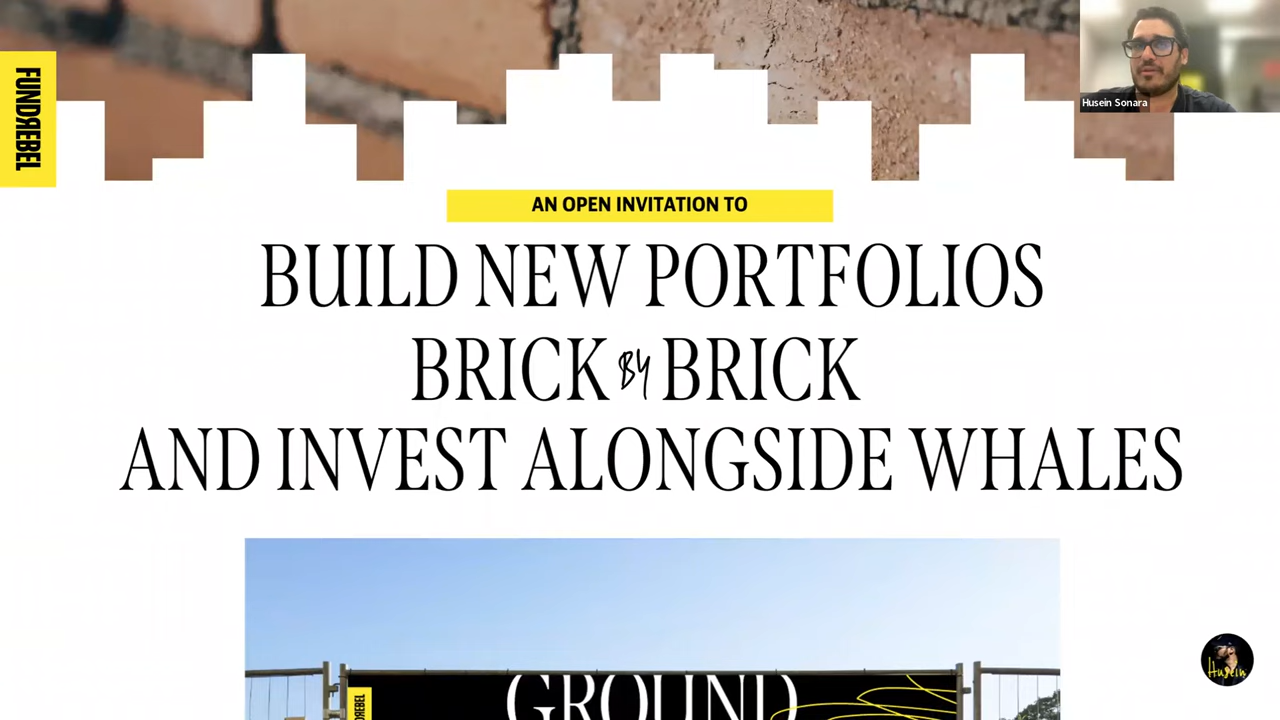 FUNDREBEL
Husein Sonara
AN OPEN INVITATION TO
BUILD NEW PORTFOLIOS
BRICK BY BRICK
AND INVEST ALONGSIDE WHALES
GROUND
REBEL
Husein